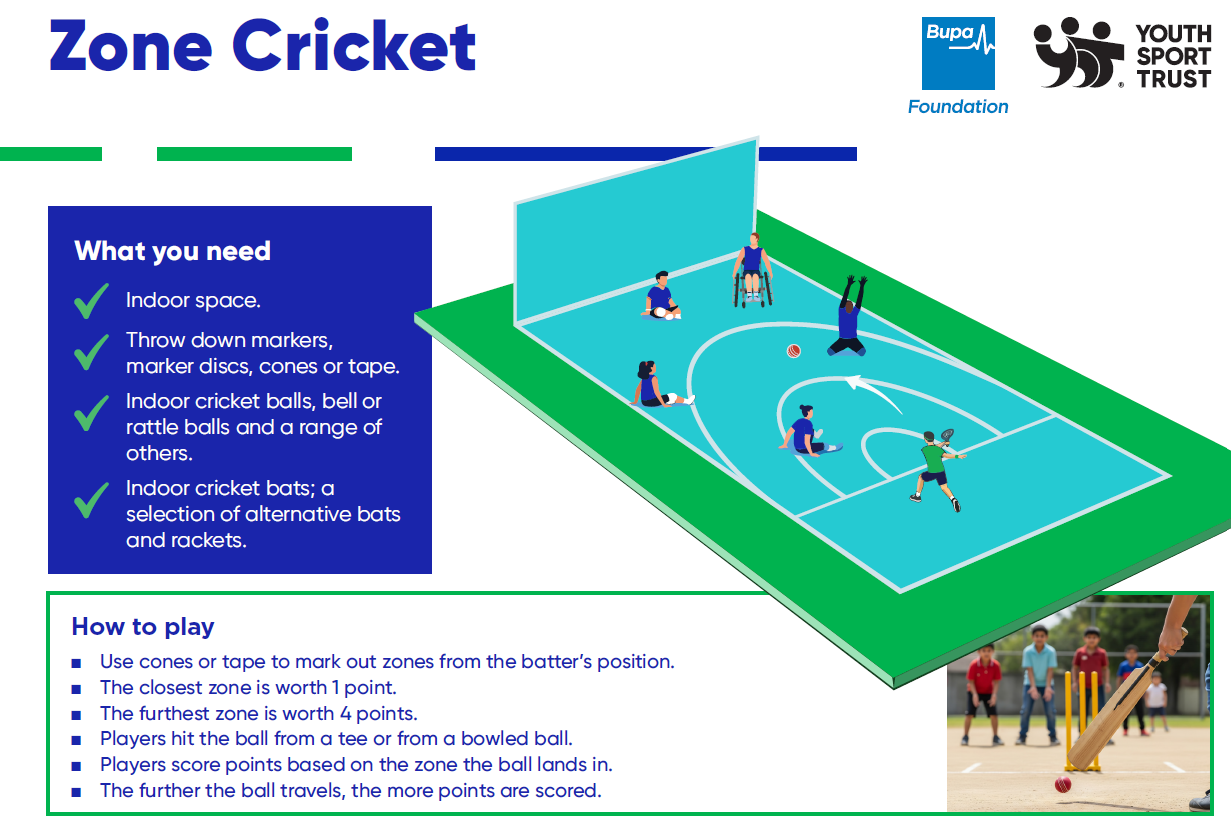 Zone Cricket
Bupa
Foundation
YOUTH
SPORT
TRUST
®
What you need
Indoor space.
Throw down markers,
marker discs, cones or tape.
Indoor cricket balls, bell or
rattle balls and a range of
others.
Indoor cricket bats; a
selection of alternative bats
and rackets.
How to play
Use cones or tape to mark out zones from the batter’s position.
The closest zone is worth 1 point.
The furthest zone is worth 4 points.
Players hit the ball from a tee or from a bowled ball.
Players score points based on the zone the ball lands in.
The further the ball travels, the more points are scored.